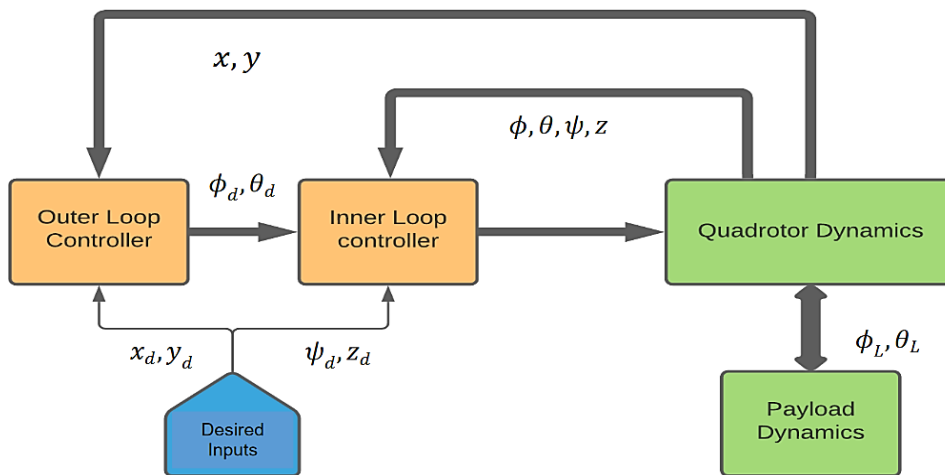 x, y
ϕ, θ, ψ, z
ϕ_d, θ_d
Outer Loop
Controller
Inner Loop
controller
Quadrotor Dynamics
x_d, y_d
ψ_d, z_d
ϕ_L, θ_L
Desired
Inputs
Payload
Dynamics